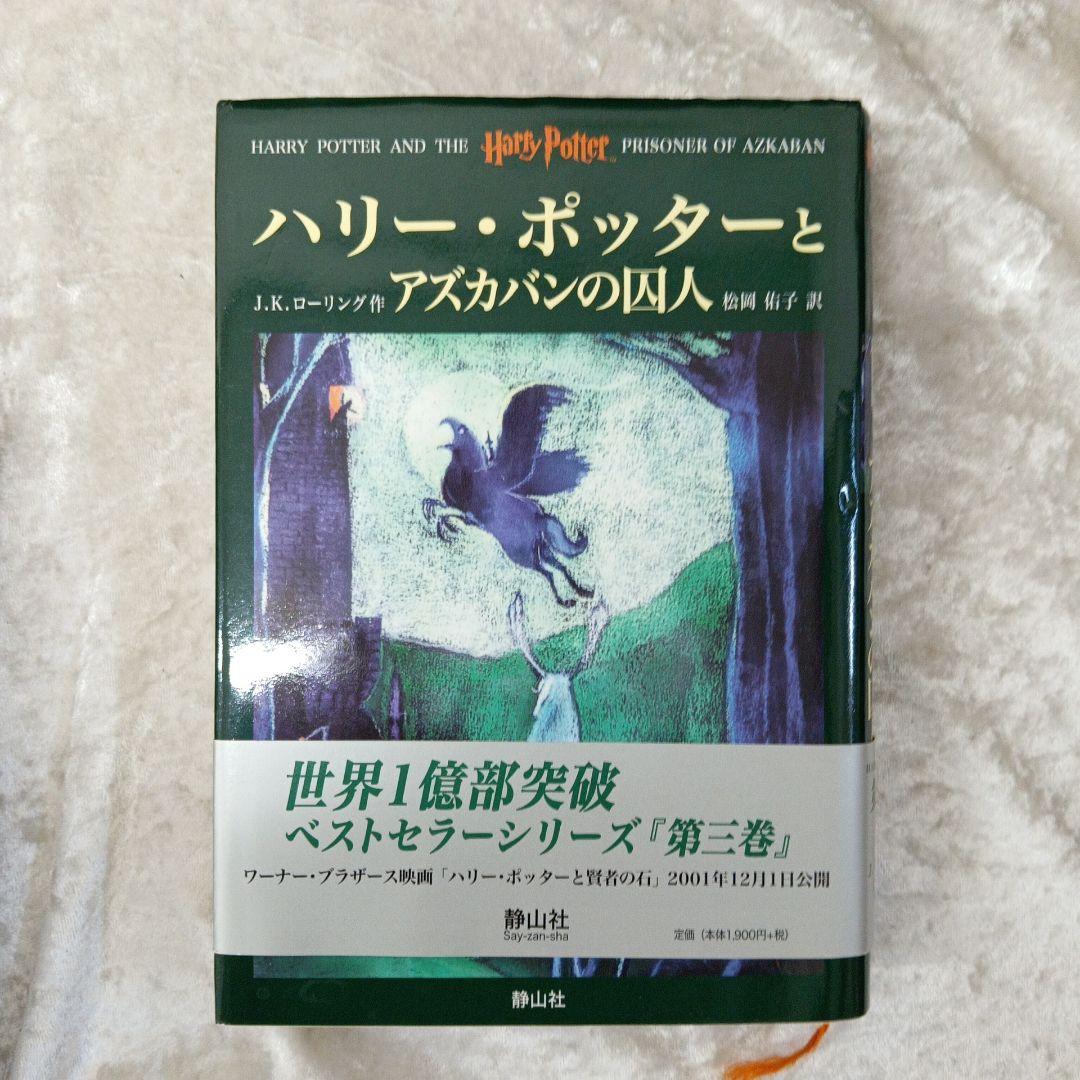 HARRY POTTER AND THE Harry Potter™ PRISONER OF AZKABAN
ハリー・ポッターと
J.K.ローリング作 アズカバンの囚人 松岡 佑子 訳
世界1億部突破
ベストセラーシリーズ『第三巻』
ワーナー・ブラザース映画「ハリー・ポッターと賢者の石」2001年12月1日公開
静山社
Say-zan-sha
定価（本体1,900円+税）
静山社